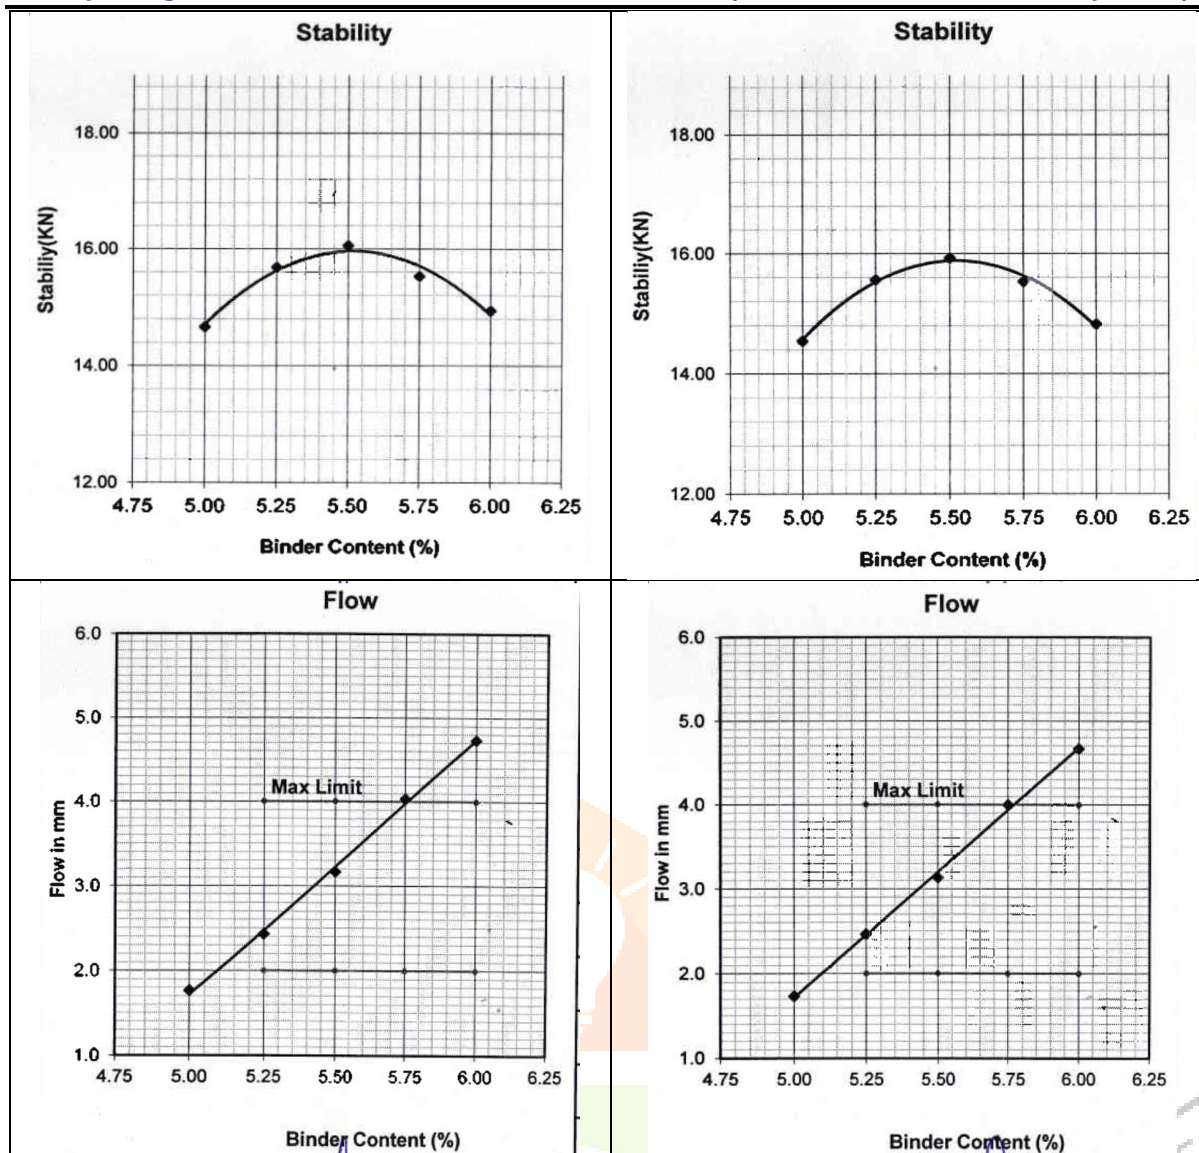 Stability
18.00
16.00
14.00
12.00
Stabiliy(KN)
4.75 5.00 5.25 5.50 5.75 6.00 6.25
Binder Content (%)
Stability
18.00
16.00
14.00
12.00
Stabiliy(KN)
4.75 5.00 5.25 5.50 5.75 6.00 6.25
Binder Content (%)
Flow
6.0
5.0
Max Limit
4.0
3.0
2.0
1.0
Flow in mm
4.75 5.00 5.25 5.50 5.75 6.00 6.25
Binder Content (%)
Flow
6.0
5.0
Max Limit
4.0
3.0
2.0
1.0
Flow in mm
4.75 5.00 5.25 5.50 5.75 6.00 6.25
Binder Content (%)